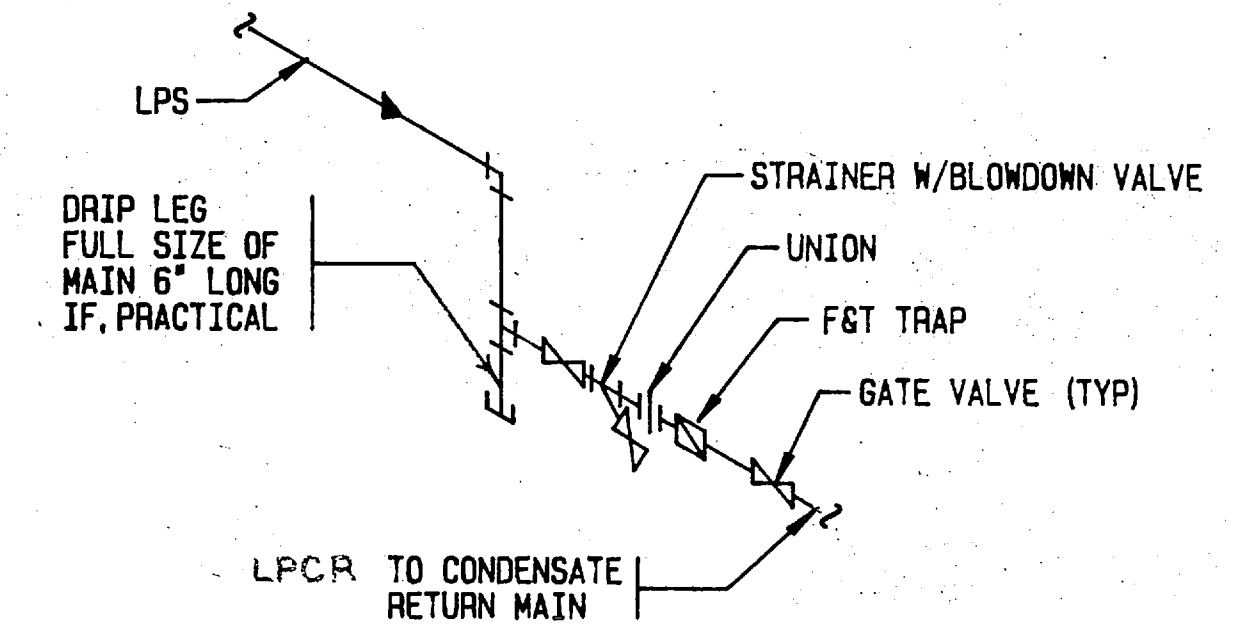 LPS
DRIP LEG
FULL SIZE OF
MAIN 6" LONG
IF, PRACTICAL
STRAINER W/BLOWDOWN VALVE
UNION
F&T TRAP
GATE VALVE (TYP)
LPCR TO CONDENSATE
RETURN MAIN